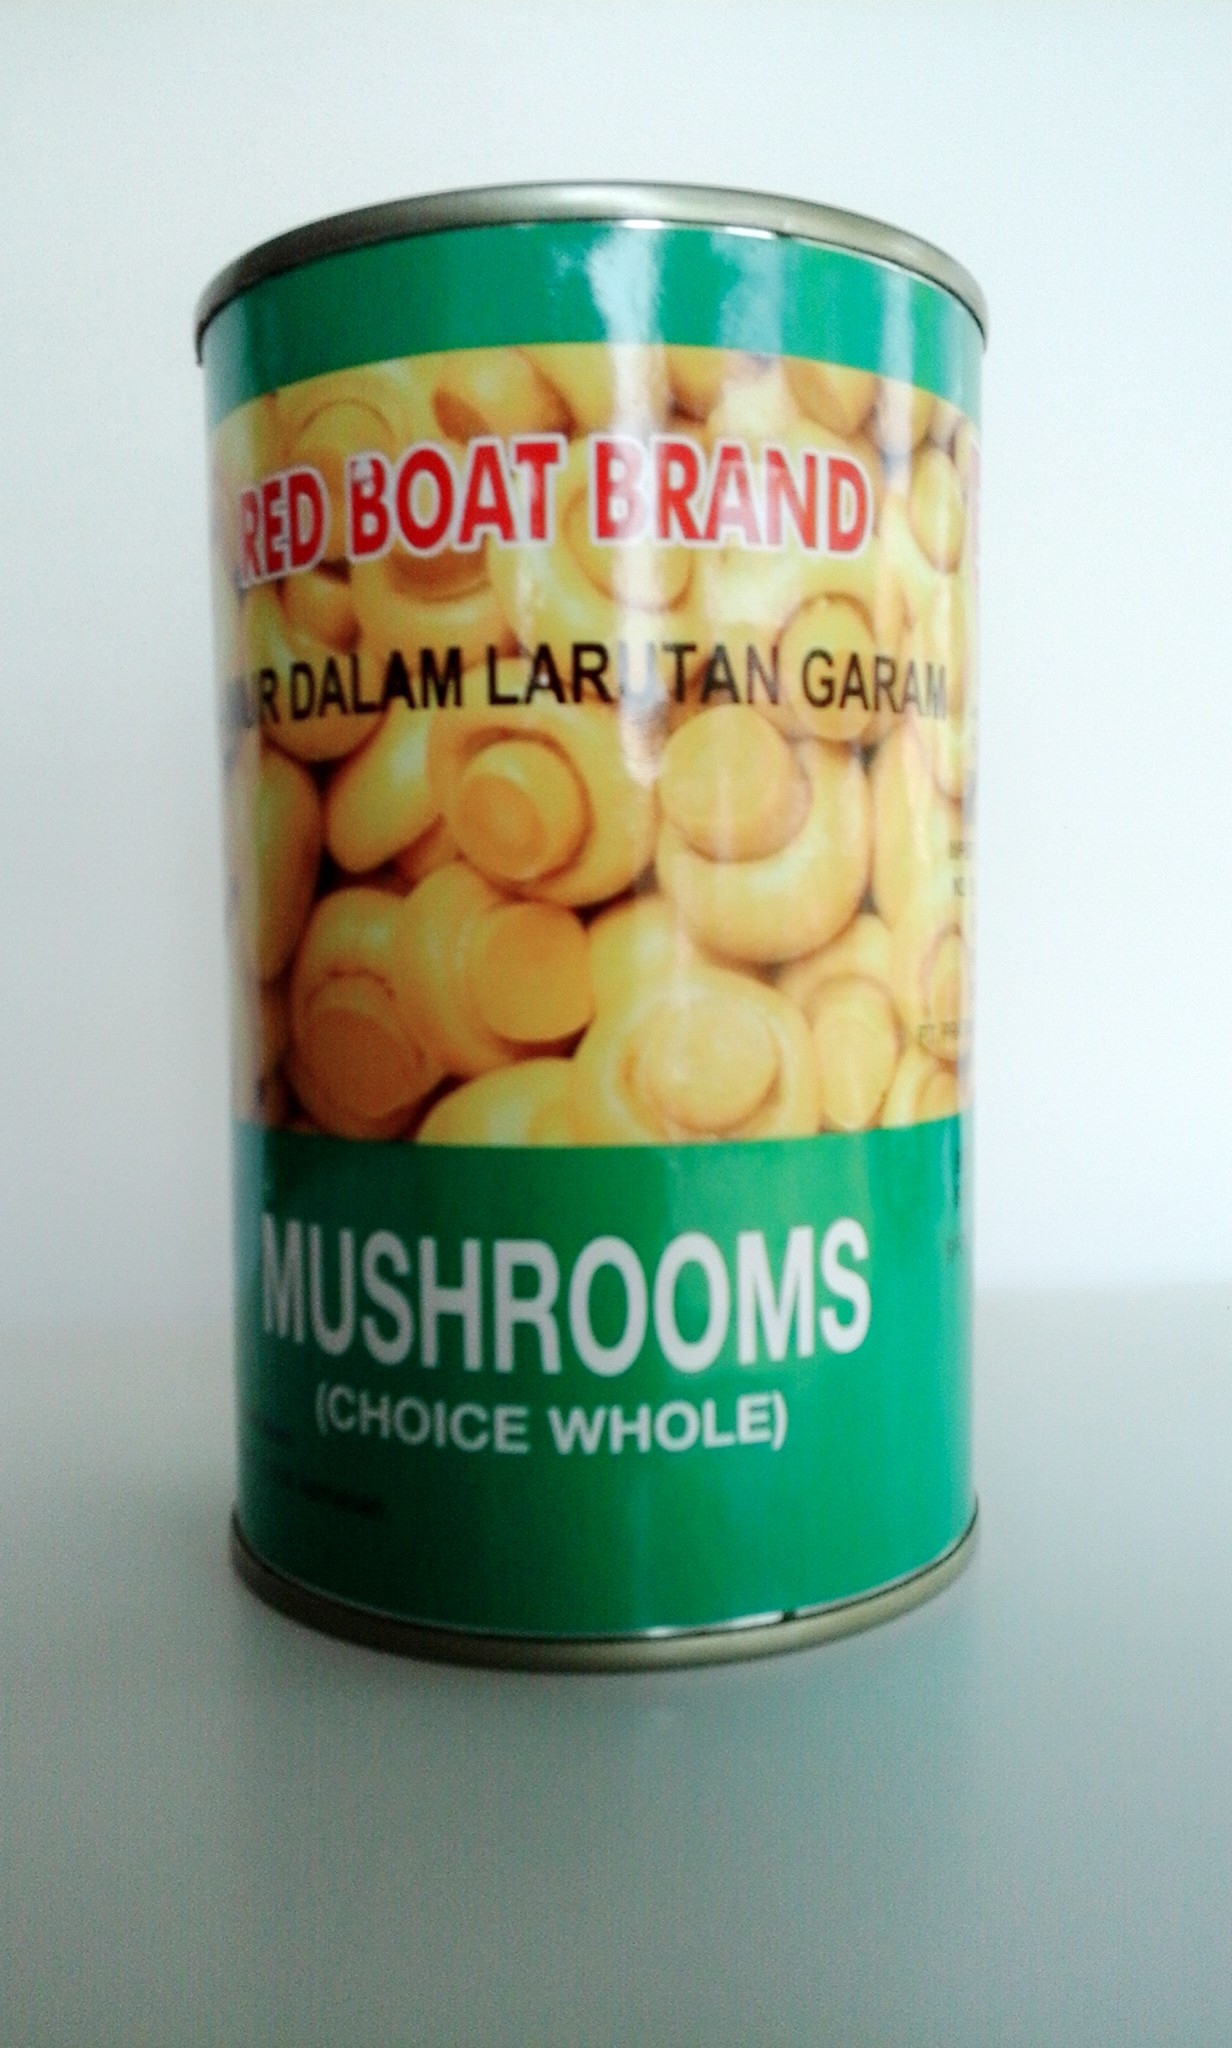 RED BOAT BRAND
DALAM LARUTAN GARAM
MUSHROOMS
(CHOICE WHOLE)